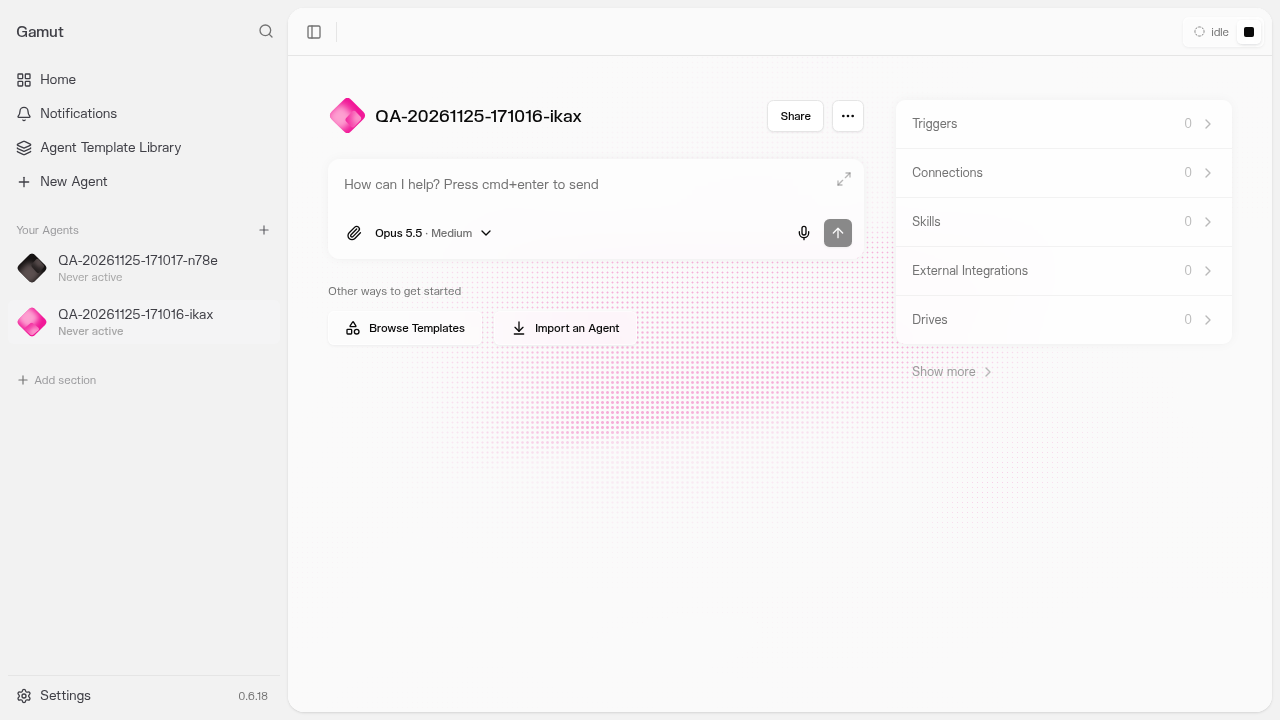 Gamut
Home
Notifications
Agent Template Library
New Agent
Your Agents
QA-20261125-171017-n78e
Never active
QA-20261125-171016-ikax
Never active
Add section
Settings
0.6.18
idle
QA-20261125-171016-ikax
Share
How can I help? Press cmd+enter to send
Opus 5.5 · Medium
Other ways to get started
Browse Templates
Import an Agent
Triggers 0
Connections 0
Skills 0
External Integrations 0
Drives 0
Show more